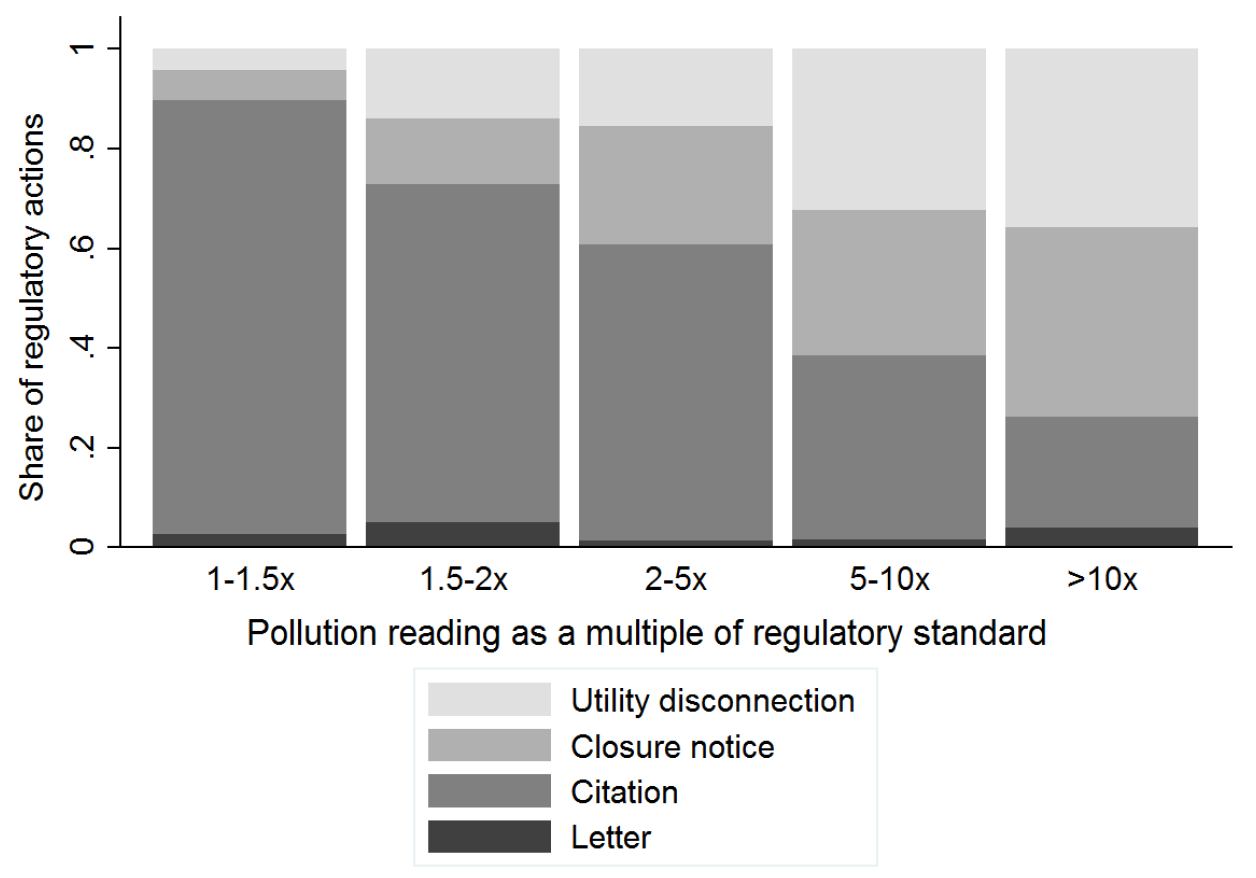 Share of regulatory actions
1
.8
.6
.4
.2
0
1-1.5x 1.5-2x 2-5x 5-10x >10x
Pollution reading as a multiple of regulatory standard
Utility disconnection
Closure notice
Citation
Letter